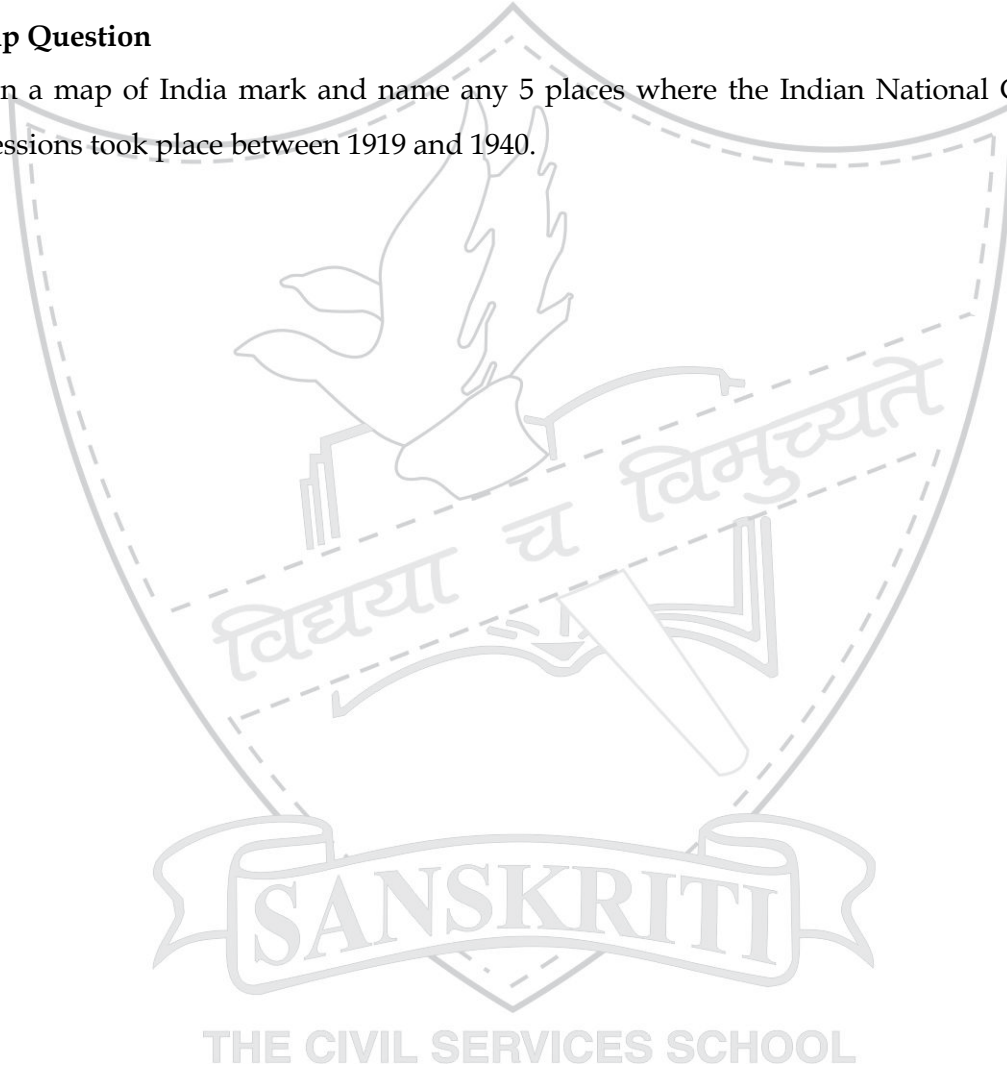 p Question
n a map of India mark and name any 5 places where the Indian National
essions took place between 1919 and 1940.
विद्यया च विमुच्यते
SANSKRITI
THE CIVIL SERVICES SCHOOL